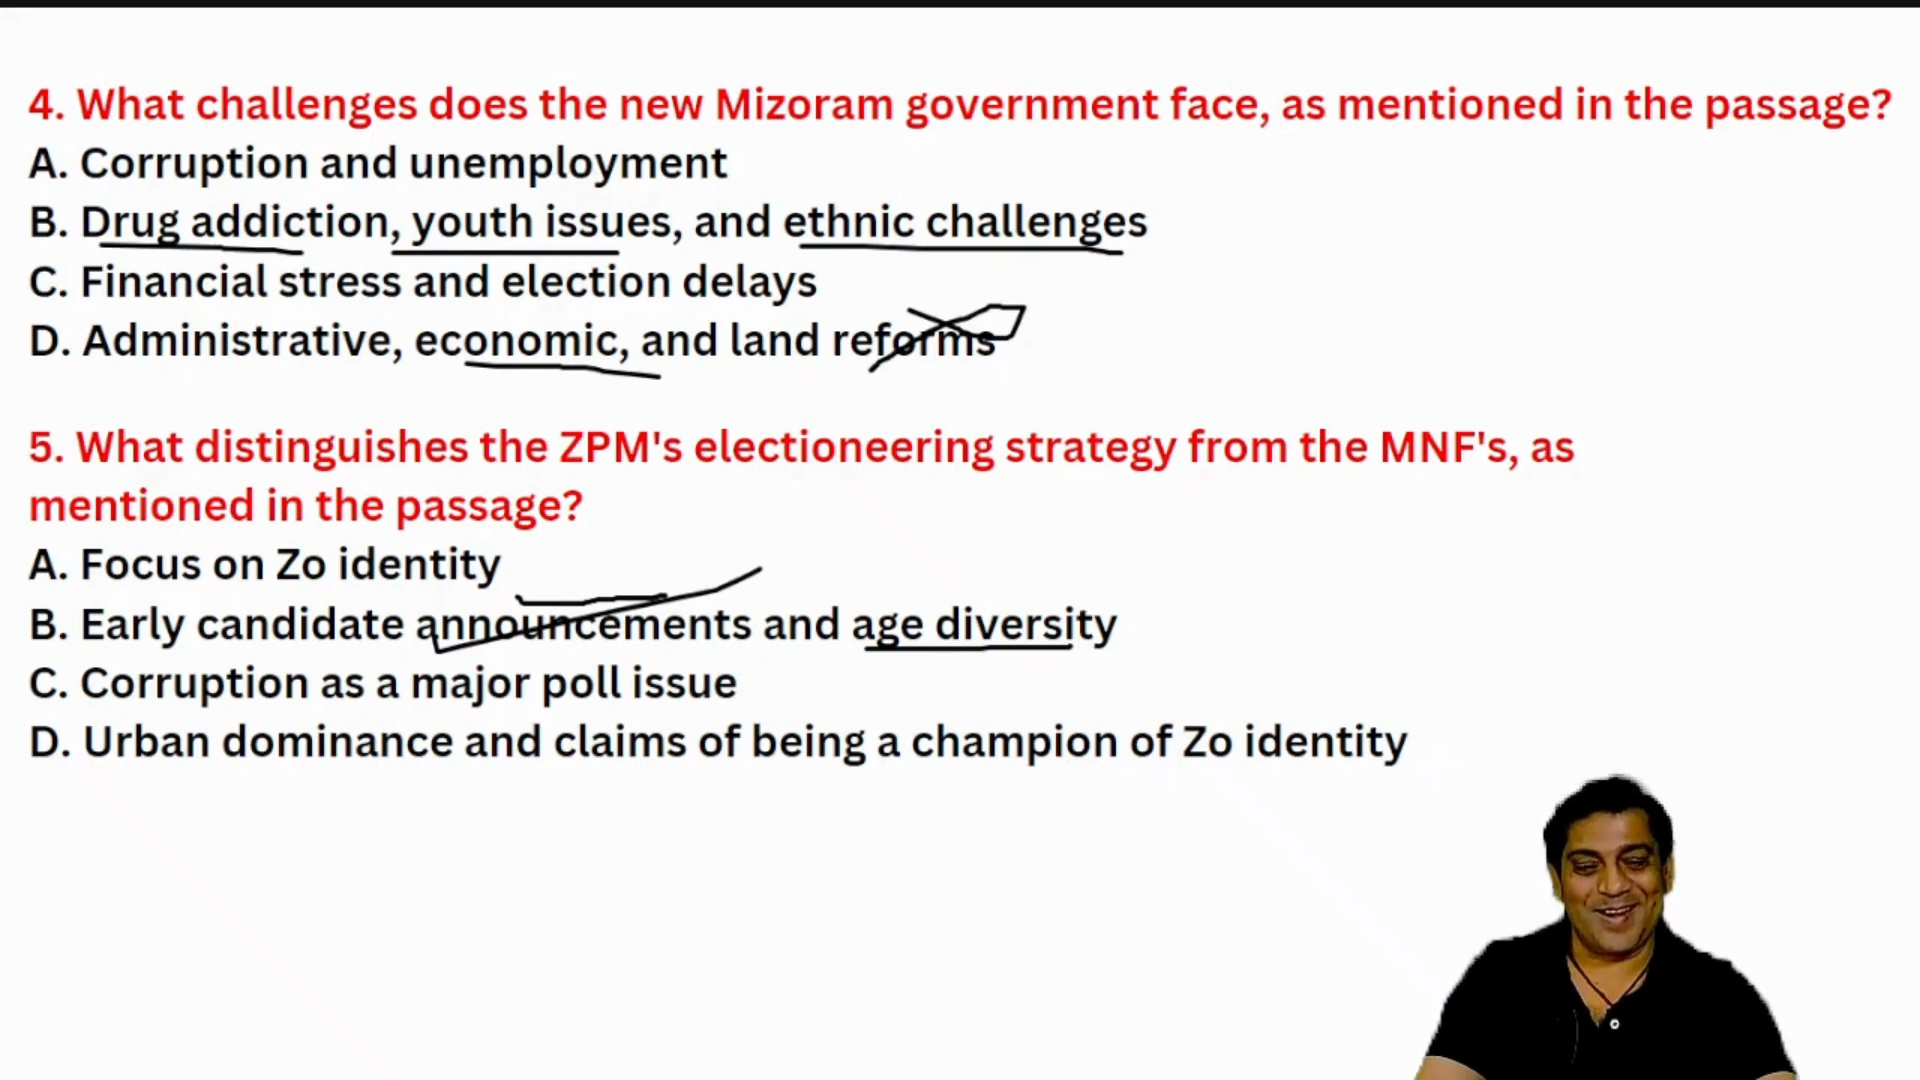 4. What challenges does the new Mizoram government face, as mentioned in the passage?
A. Corruption and unemployment
B. Drug addiction, youth issues, and ethnic challenges
C. Financial stress and election delays
D. Administrative, economic, and land reforms
5. What distinguishes the ZPM's electioneering strategy from the MNF's, as
mentioned in the passage?
A. Focus on Zo identity
B. Early candidate announcements and age diversity
C. Corruption as a major poll issue
D. Urban dominance and claims of being a champion of Zo identity